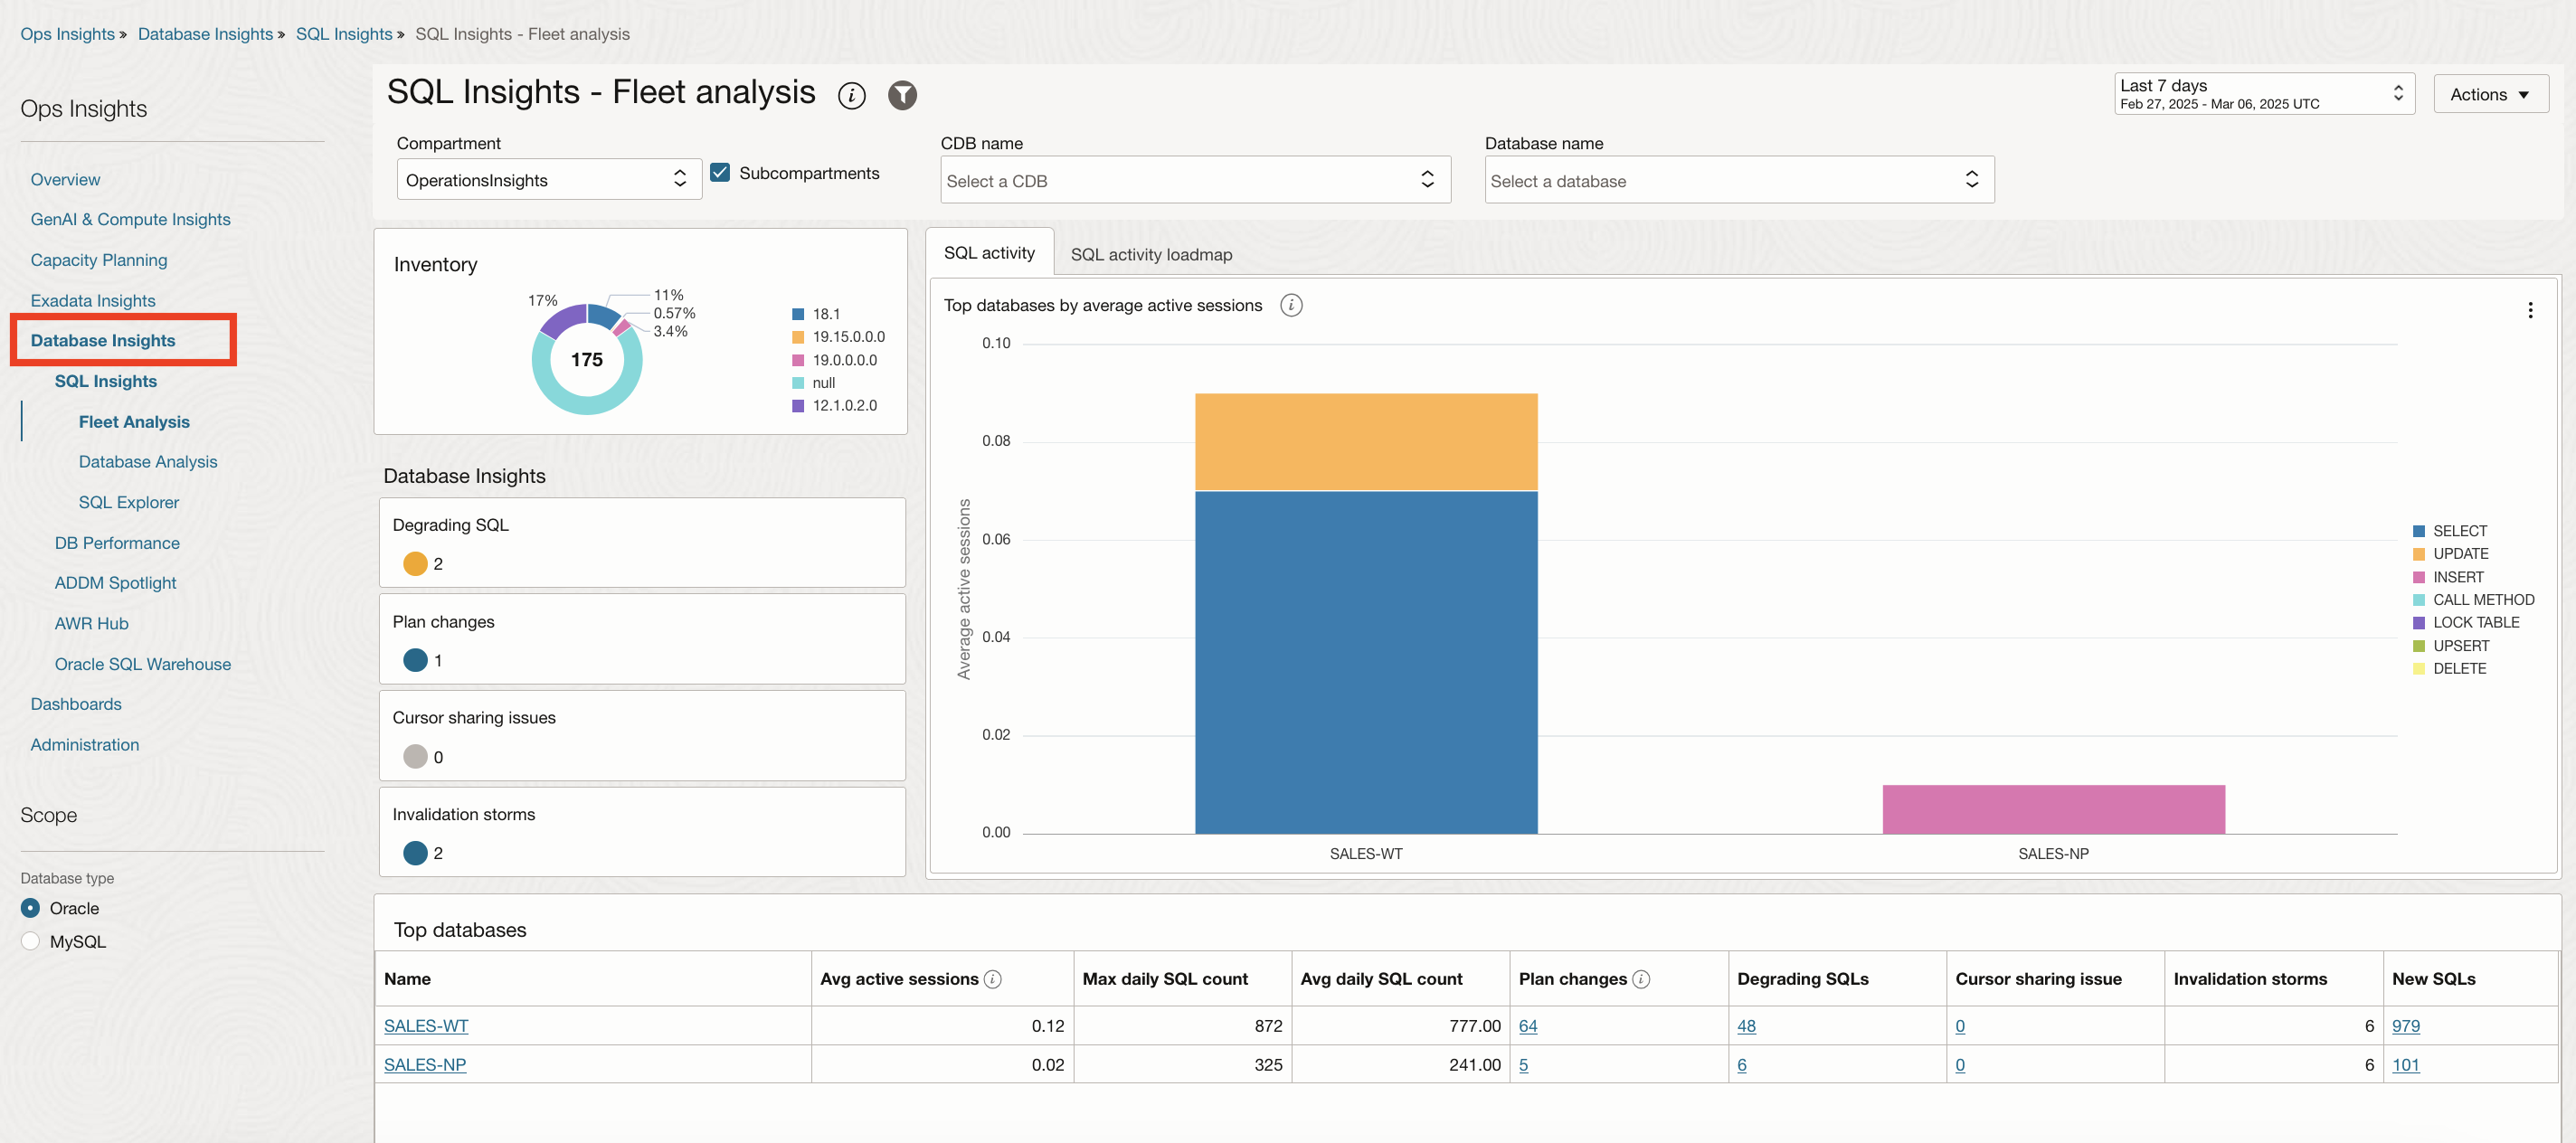 Ops Insights » Database Insights » SQL Insights » SQL Insights - Fleet analysis
Ops Insights
Overview
GenAI & Compute Insights
Capacity Planning
Exadata Insights
Database Insights
SQL Insights
Fleet Analysis
Database Analysis
SQL Explorer
DB Performance
ADDM Spotlight
AWR Hub
Oracle SQL Warehouse
Dashboards
Administration
Scope
Database type
Oracle
MySQL
SQL Insights - Fleet analysis
Last 7 days
Feb 27, 2025 - Mar 06, 2025 UTC
Actions
Compartment
OperationsInsights
Subcompartments
CDB name
Select a CDB
Database name
Select a database
Inventory
17%
11%
0.57%
3.4%
175
18.1
19.15.0.0.0
19.0.0.0.0
null
12.1.0.2.0
Database Insights
Degrading SQL
2
Plan changes
1
Cursor sharing issues
0
Invalidation storms
2
SQL activity
SQL activity loadmap
Top databases by average active sessions
Average active sessions
0.10
0.08
0.06
0.04
0.02
0.00
SALES-WT
SALES-NP
SELECT
UPDATE
INSERT
CALL METHOD
LOCK TABLE
UPSERT
DELETE
Top databases
Name Avg active sessions Max daily SQL count Avg daily SQL count Plan changes Degrading SQLs Cursor sharing issue Invalidation storms New SQLs
SALES-WT 0.12 872 777.00 64 48 0 6 979
SALES-NP 0.02 325 241.00 5 6 0 6 101